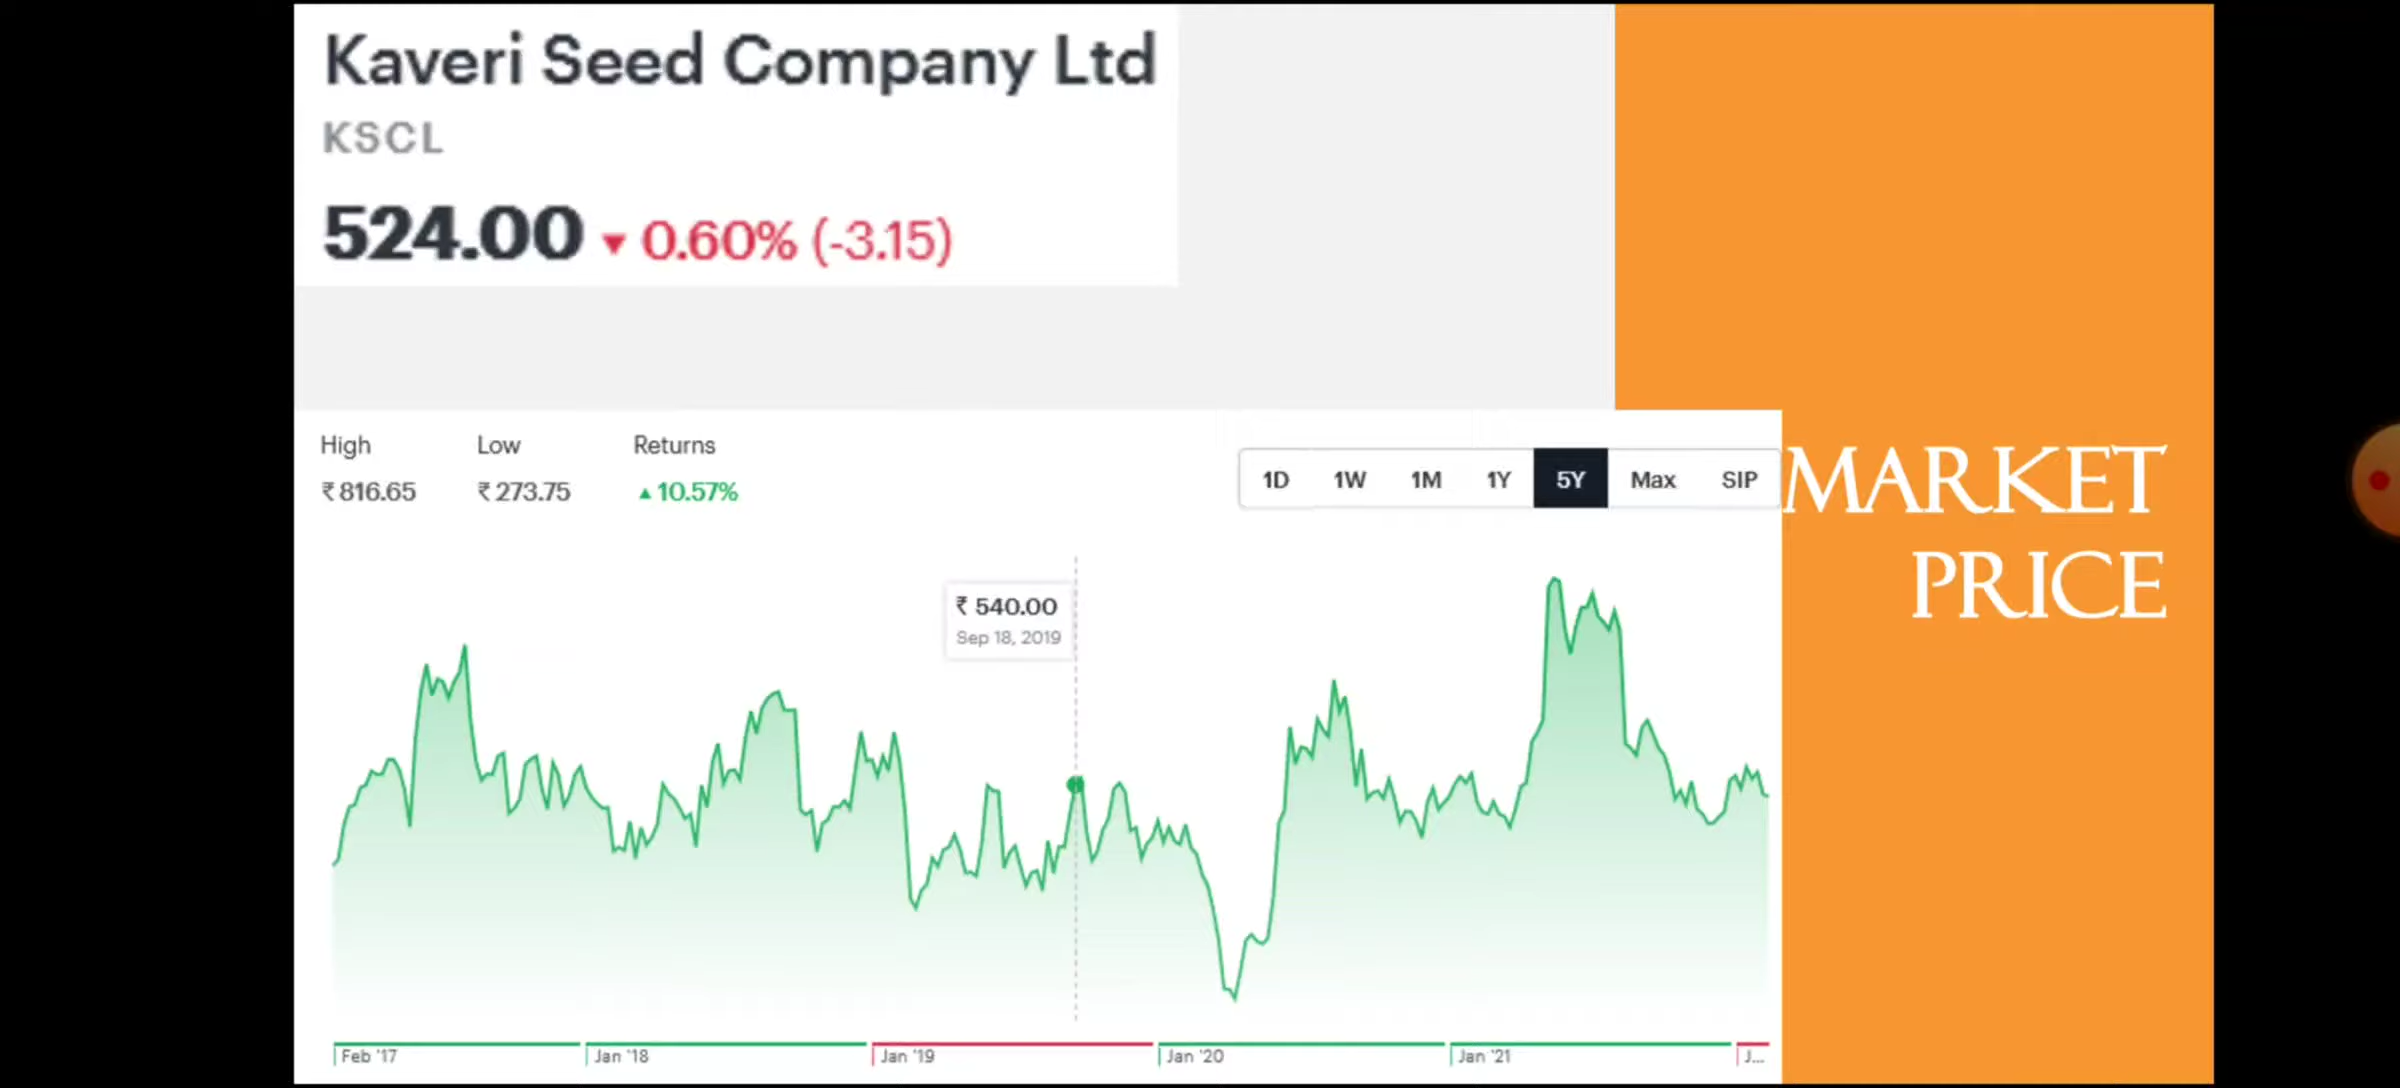 Kaveri Seed Company Ltd
KSCL
524.00 ▼ 0.60% (-3.15)
High Low Returns
₹816.65 ₹273.75 ▲10.57%
1D 1W 1M 1Y 5Y Max SIP
MARKET
PRICE
₹ 540.00
Sep 18, 2019
Feb '17 Jan '18 Jan '19 Jan '20 Jan '21 J...